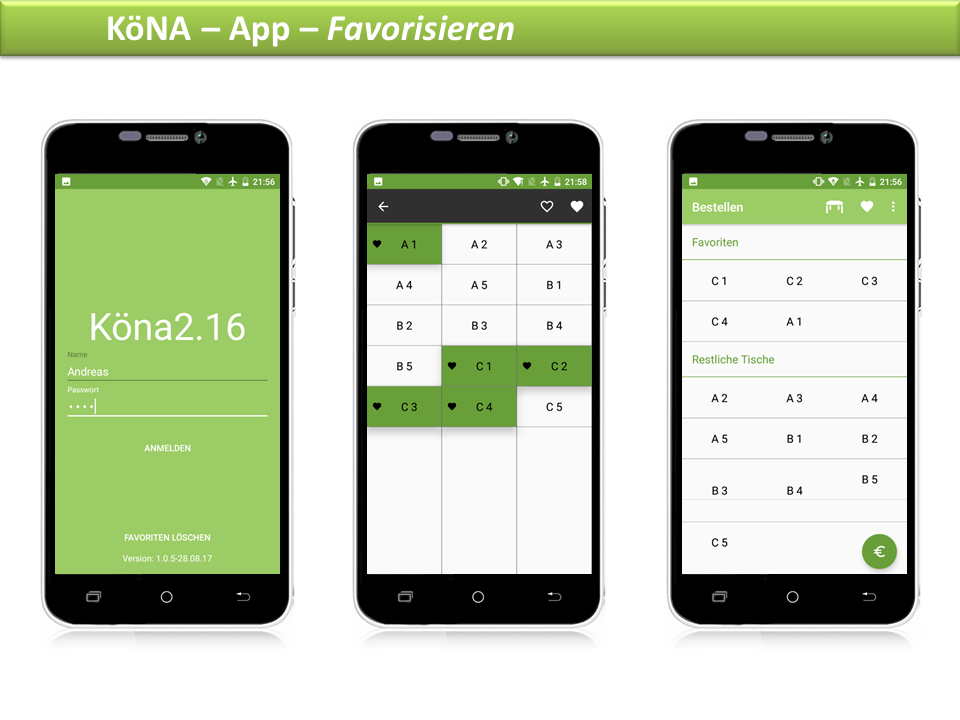 KöNA – App – Favorisieren
21:56
Köna2.16
Name
Andreas
Passwort
••••
ANMELDEN
FAVORITEN LÖSCHEN
Version: 1.0.5-28.08.17
21:58
A 1 A 2 A 3
A 4 A 5 B 1
B 2 B 3 B 4
B 5 C 1 C 2
C 3 C 4 C 5
21:56
Bestellen
Favoriten
C 1 C 2 C 3
C 4 A 1
Restliche Tische
A 2 A 3 A 4
A 5 B 1 B 2
B 3 B 4 B 5
C 5
€